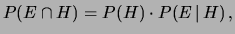 P(E ∩ H) = P(H) · P(E | H) ,